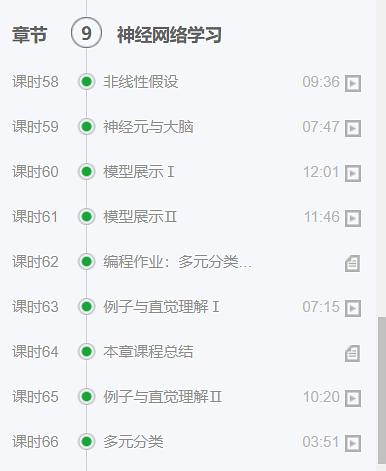 章节 9 神经网络学习
课时58 非线性假设 09:36
课时59 神经元与大脑 07:47
课时60 模型展示Ⅰ 12:01
课时61 模型展示Ⅱ 11:46
课时62 编程作业：多元分类...
课时63 例子与直觉理解Ⅰ 07:15
课时64 本章课程总结
课时65 例子与直觉理解Ⅱ 10:20
课时66 多元分类 03:51